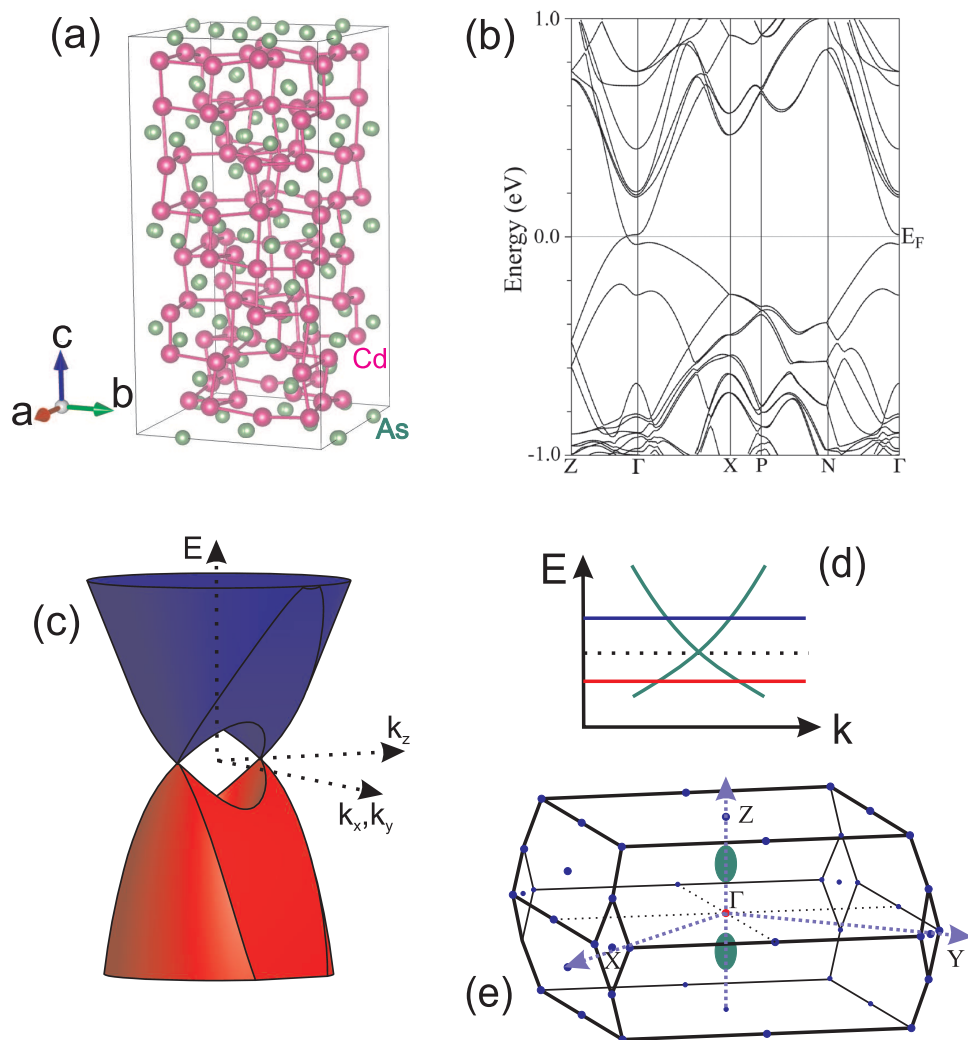 (a)
c
a
b
Cd
As
(b)
Energy (eV)
1.0
0.0
-1.0
E_F
Z Γ X P N Γ
(c)
E
k_z
k_x,k_y
(d)
E
k
(e)
Z
Γ
X
Y